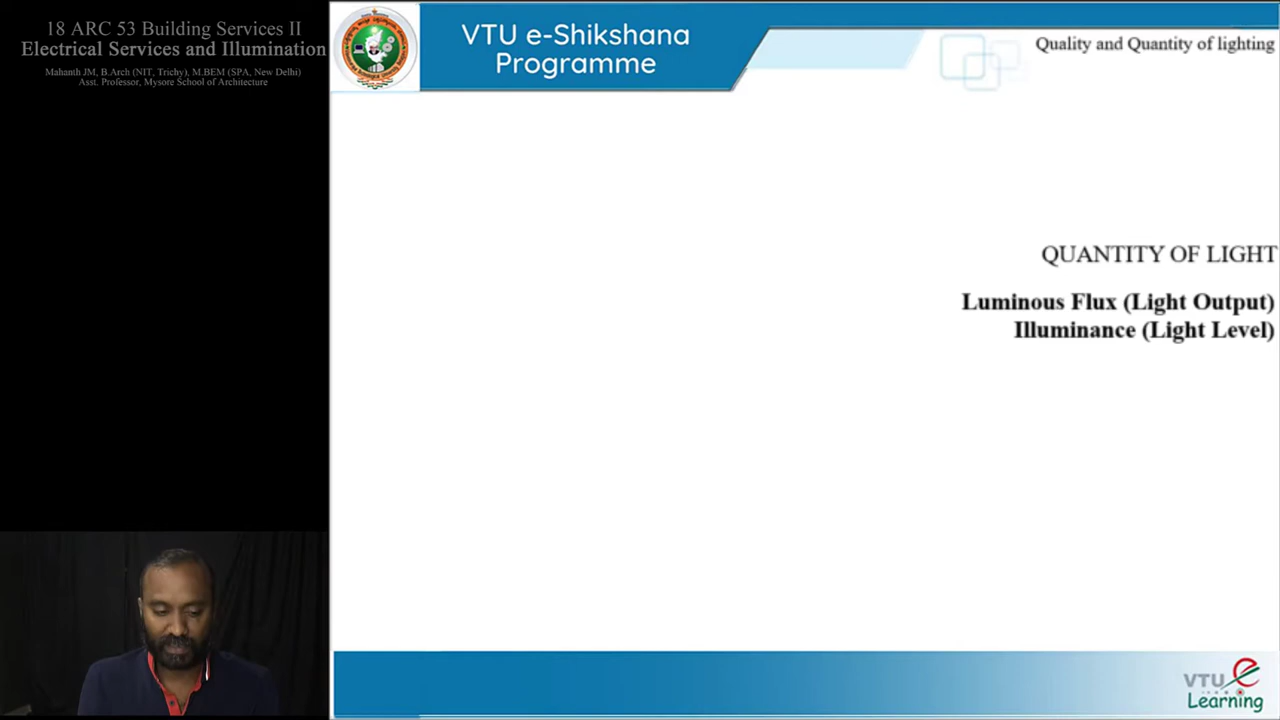 18 ARC 53 Building Services II
Electrical Services and Illumination
Mahanth JM, B.Arch (NIT, Trichy), M.BEM (SPA, New Delhi)
Asst. Professor, Mysore School of Architecture
VTU e-Shikshana
Programme
Quality and Quantity of lighting
QUANTITY OF LIGHT
Luminous Flux (Light Output)
Illuminance (Light Level)
VTU e
Learning